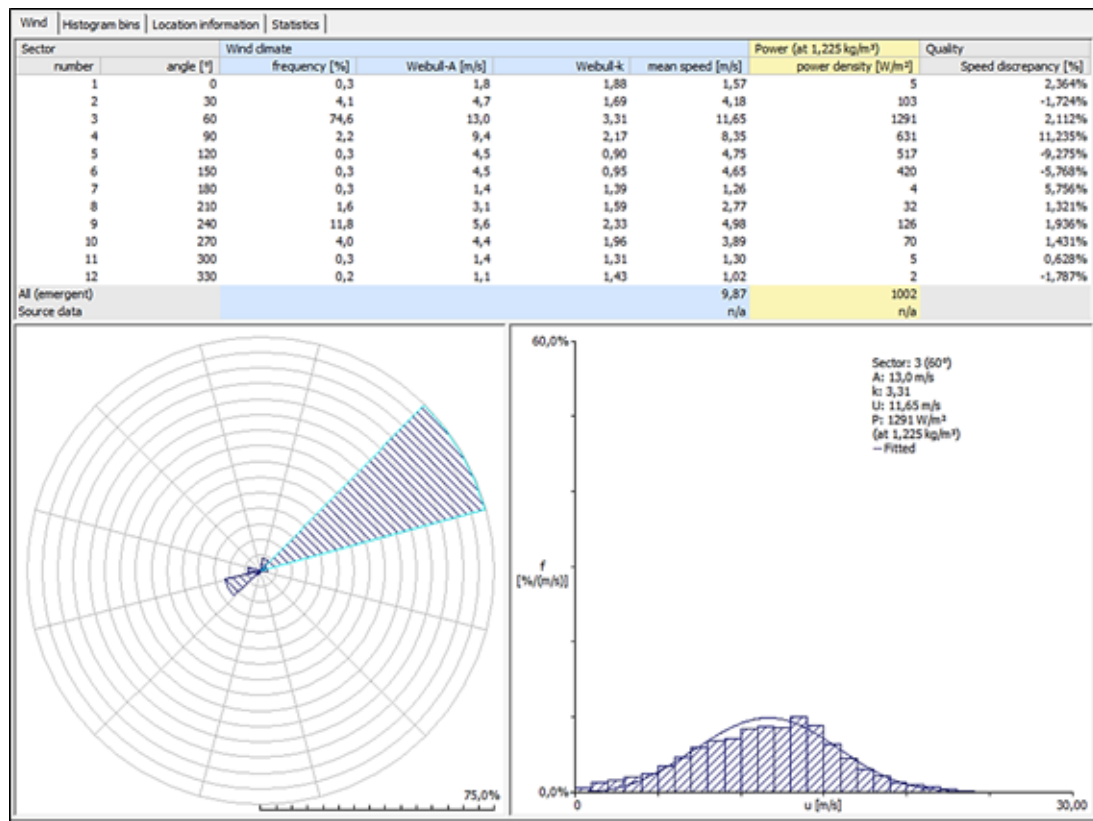 Wind Histogram bins Location information Statistics
Sector Wind climate Power (at 1,225 kg/m³) Quality
number angle [°] frequency [%] Weibull-A [m/s] Weibull-k mean speed [m/s] power density [W/m²] Speed discrepancy [%]
1 0 0,3 1,8 1,88 1,57 5 2,364%
2 30 4,1 4,7 1,69 4,18 103 -1,724%
3 60 74,6 13,0 3,31 11,65 1291 2,112%
4 90 2,2 9,4 2,17 8,35 631 11,235%
5 120 0,3 4,5 0,90 4,75 517 -9,275%
6 150 0,3 4,5 0,95 4,65 420 -5,768%
7 180 0,3 1,4 1,39 1,26 4 5,756%
8 210 1,6 3,1 1,59 2,77 32 1,321%
9 240 11,8 5,6 2,33 4,98 126 1,936%
10 270 4,0 4,4 1,96 3,89 70 1,431%
11 300 0,3 1,4 1,31 1,30 5 0,628%
12 330 0,2 1,1 1,43 1,02 2 -1,787%
All (emergent) 9,87 1002
Source data n/a n/a
75,0%
60,0%
Sector: 3 (60°)
A: 13,0 m/s
k: 3,31
U: 11,65 m/s
P: 1291 W/m²
(at 1,225 kg/m³)
— Fitted
f
[%/(m/s)]
0,0%
0 u [m/s] 30,00